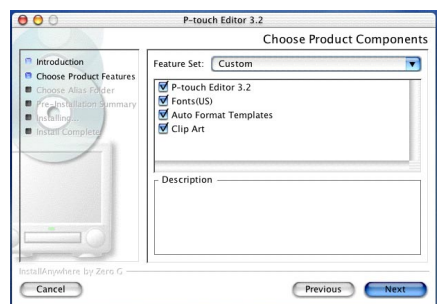 P-touch Editor 3.2
Choose Product Components
Introduction
Choose Product Features
Choose Alias Folder
Pre-Installation Summary
Installing...
Install Complete
Feature Set: Custom
P-touch Editor 3.2
Fonts(US)
Auto Format Templates
Clip Art
Description
InstallAnywhere by Zero G
Cancel
Previous
Next